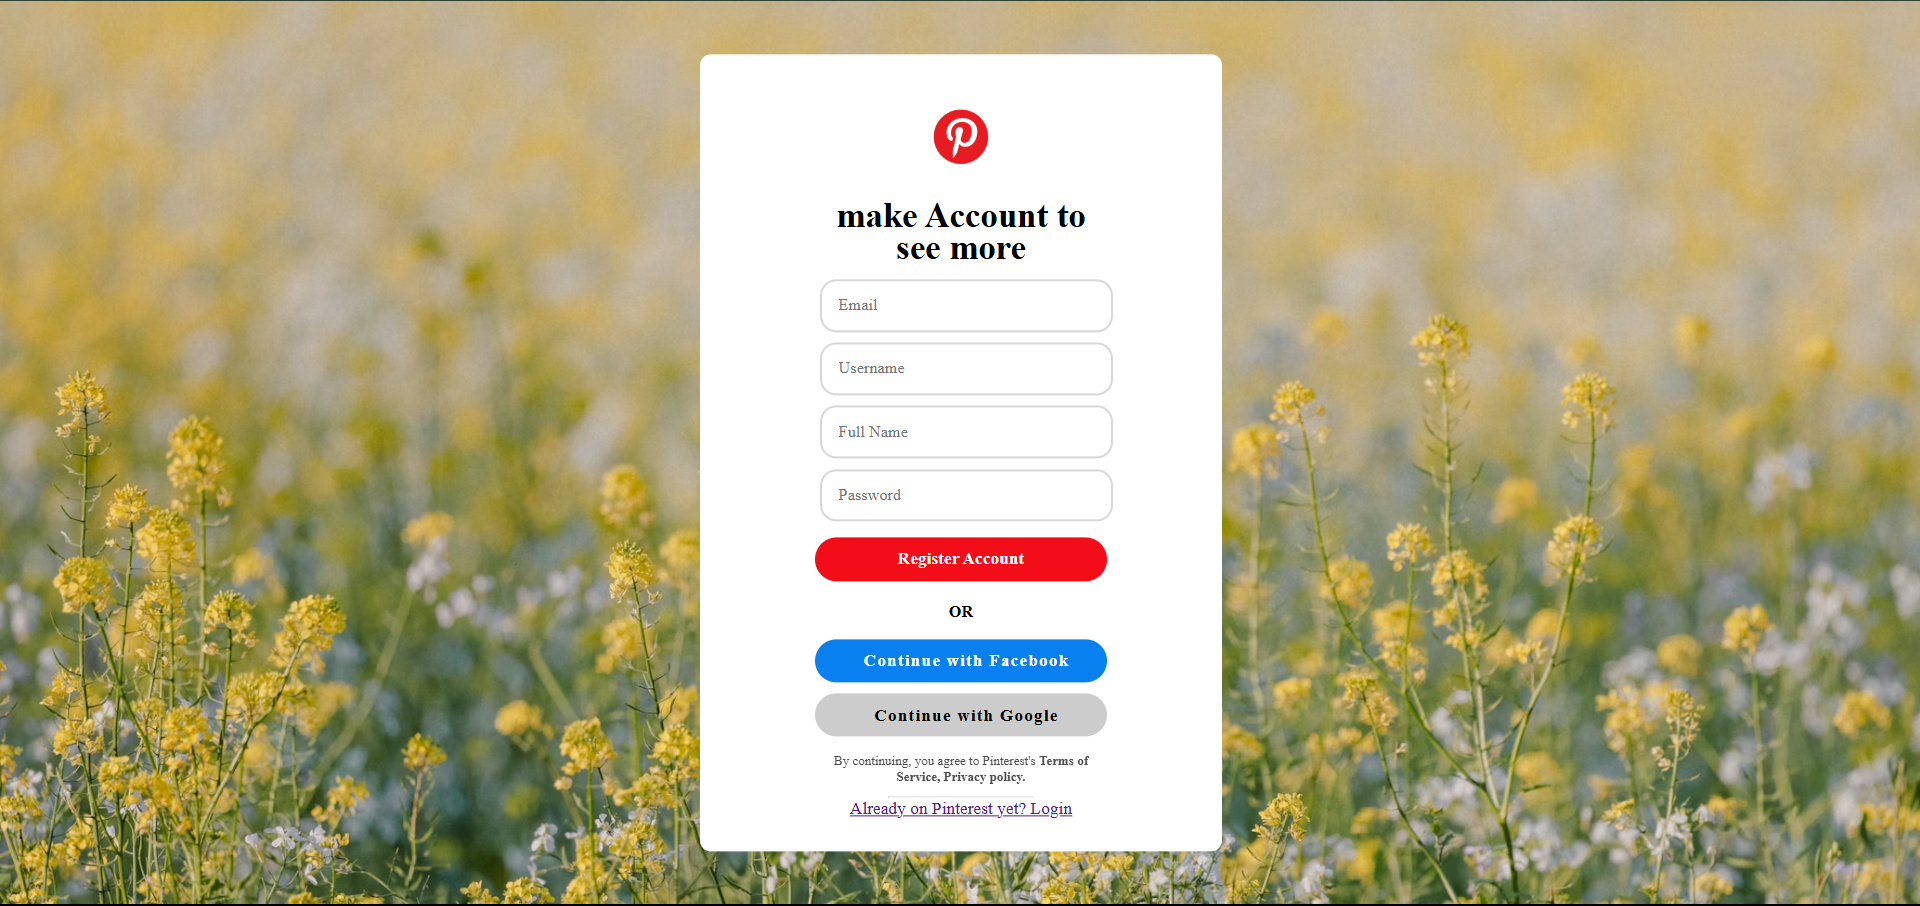 make Account to
see more
Email
Username
Full Name
Password
Register Account
OR
Continue with Facebook
Continue with Google
By continuing, you agree to Pinterest's Terms of
Service, Privacy policy.
Already on Pinterest yet? Login